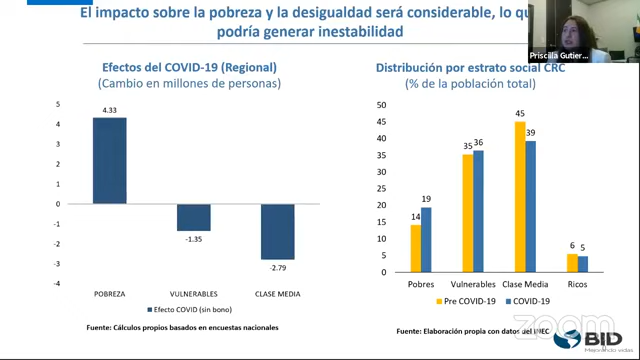 El impacto sobre la pobreza y la desigualdad será considerable, lo qu
podría generar inestabilidad
Priscilla Gutier...
Efectos del COVID-19 (Regional)
(Cambio en millones de personas)
5
4
3
2
1
0
-1
-2
-3
-4
4.33
-1.35
-2.79
POBREZA VULNERABLES CLASE MEDIA
Efecto COVID (sin bono)
Fuente: Cálculos propios basados en encuestas nacionales
Distribución por estrato social CRC
(% de la población total)
50
45
40
35
30
25
20
15
10
5
0
14 19
35 36
45 39
6 5
Pobres Vulnerables Clase Media Ricos
Pre COVID-19 COVID-19
Fuente: Elaboración propia con datos del INEC
zoom
BID
Mejorando vidas